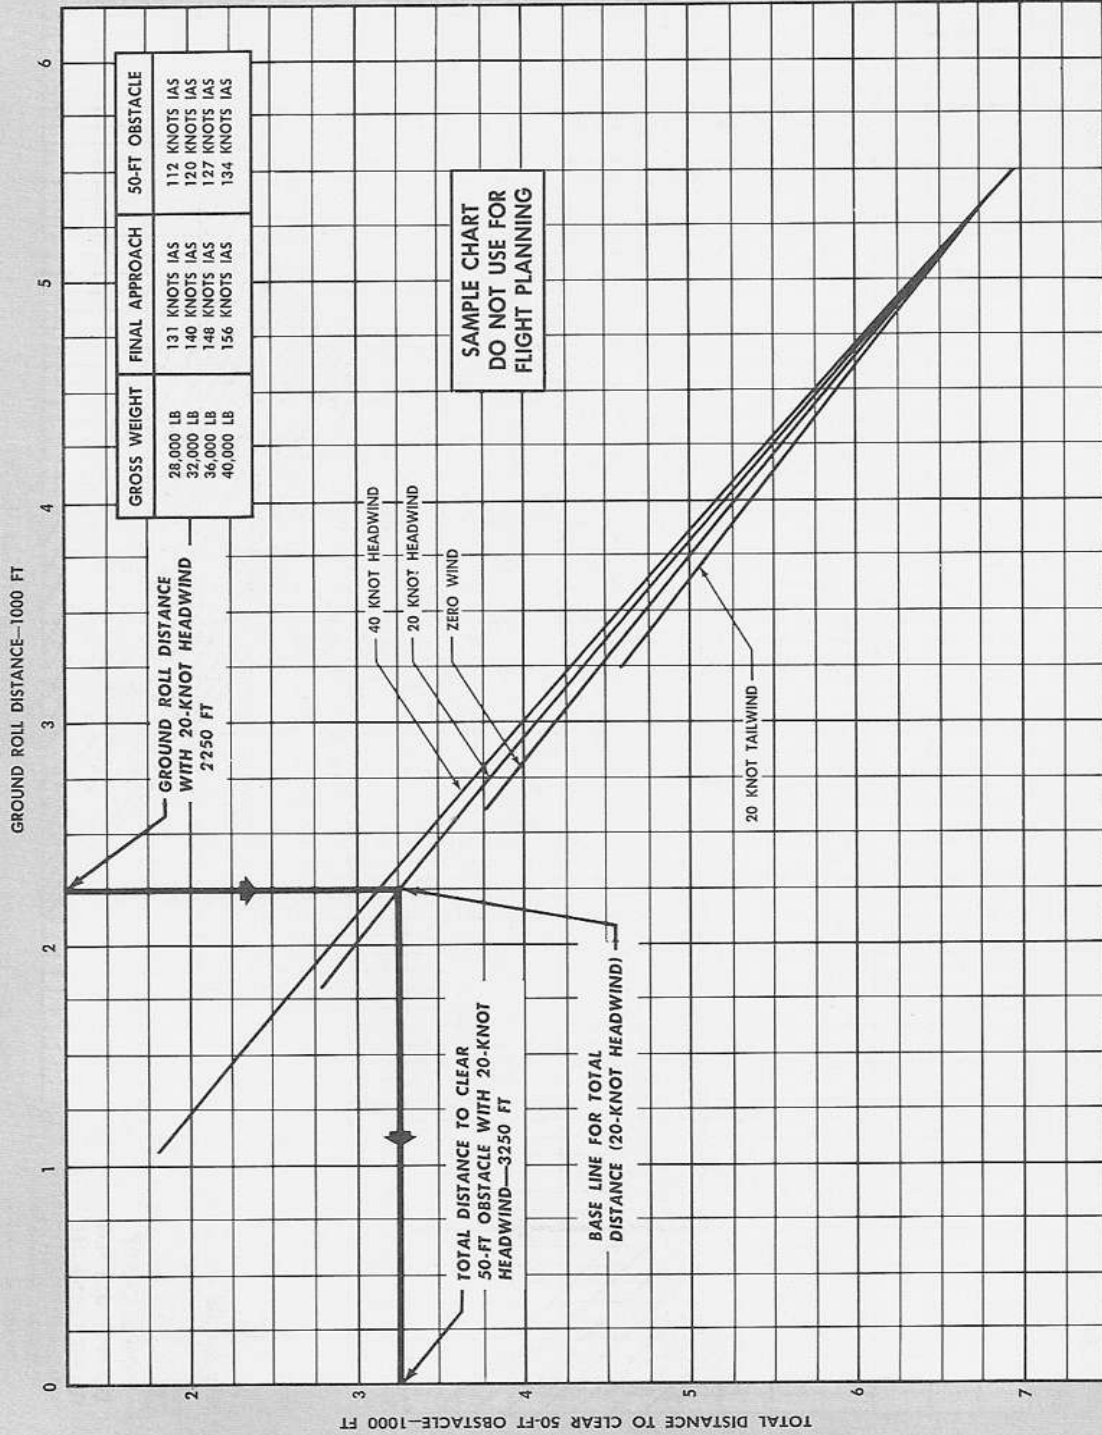 GROUND ROLL DISTANCE—1000 FT
0 1 2 3 4 5 6
GROSS WEIGHT FINAL APPROACH 50-FT OBSTACLE
28,000 LB 131 KNOTS IAS 112 KNOTS IAS
32,000 LB 140 KNOTS IAS 120 KNOTS IAS
36,000 LB 148 KNOTS IAS 127 KNOTS IAS
40,000 LB 156 KNOTS IAS 134 KNOTS IAS
GROUND ROLL DISTANCE
WITH 20-KNOT HEADWIND
2250 FT
40 KNOT HEADWIND
20 KNOT HEADWIND
ZERO WIND
SAMPLE CHART
DO NOT USE FOR
FLIGHT PLANNING
20 KNOT TAILWIND
TOTAL DISTANCE TO CLEAR
50-FT OBSTACLE WITH 20-KNOT
HEADWIND—3250 FT
BASE LINE FOR TOTAL
DISTANCE (20-KNOT HEADWIND)
2
3
4
5
6
7
TOTAL DISTANCE TO CLEAR 50-FT OBSTACLE—1000 FT